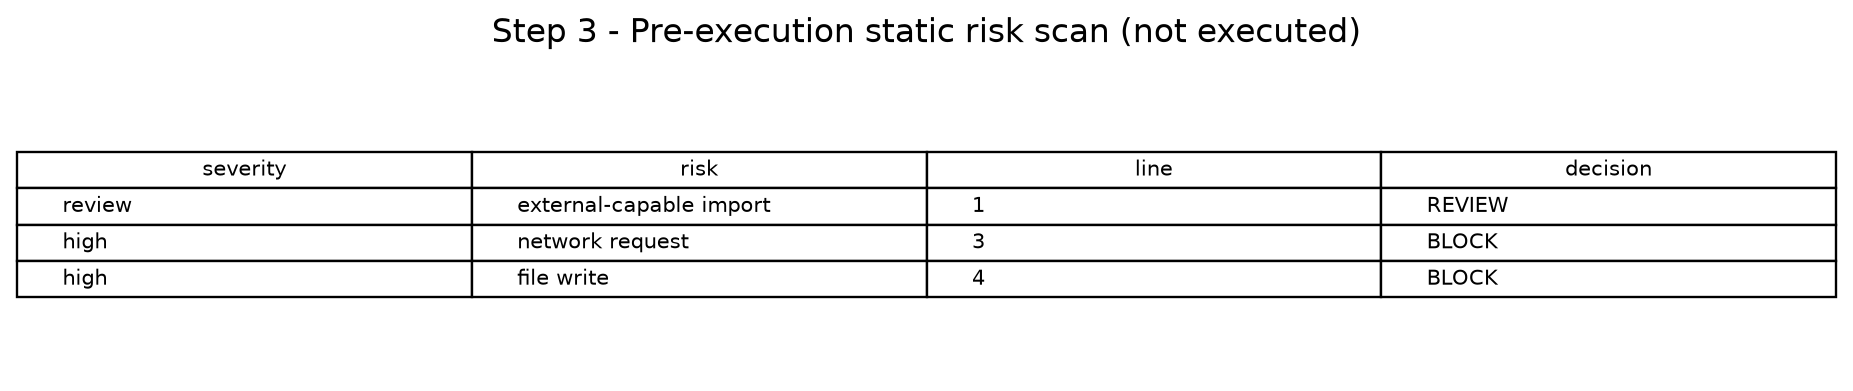 Step 3 - Pre-execution static risk scan (not executed)
severity risk line decision
review external-capable import 1 REVIEW
high network request 3 BLOCK
high file write 4 BLOCK